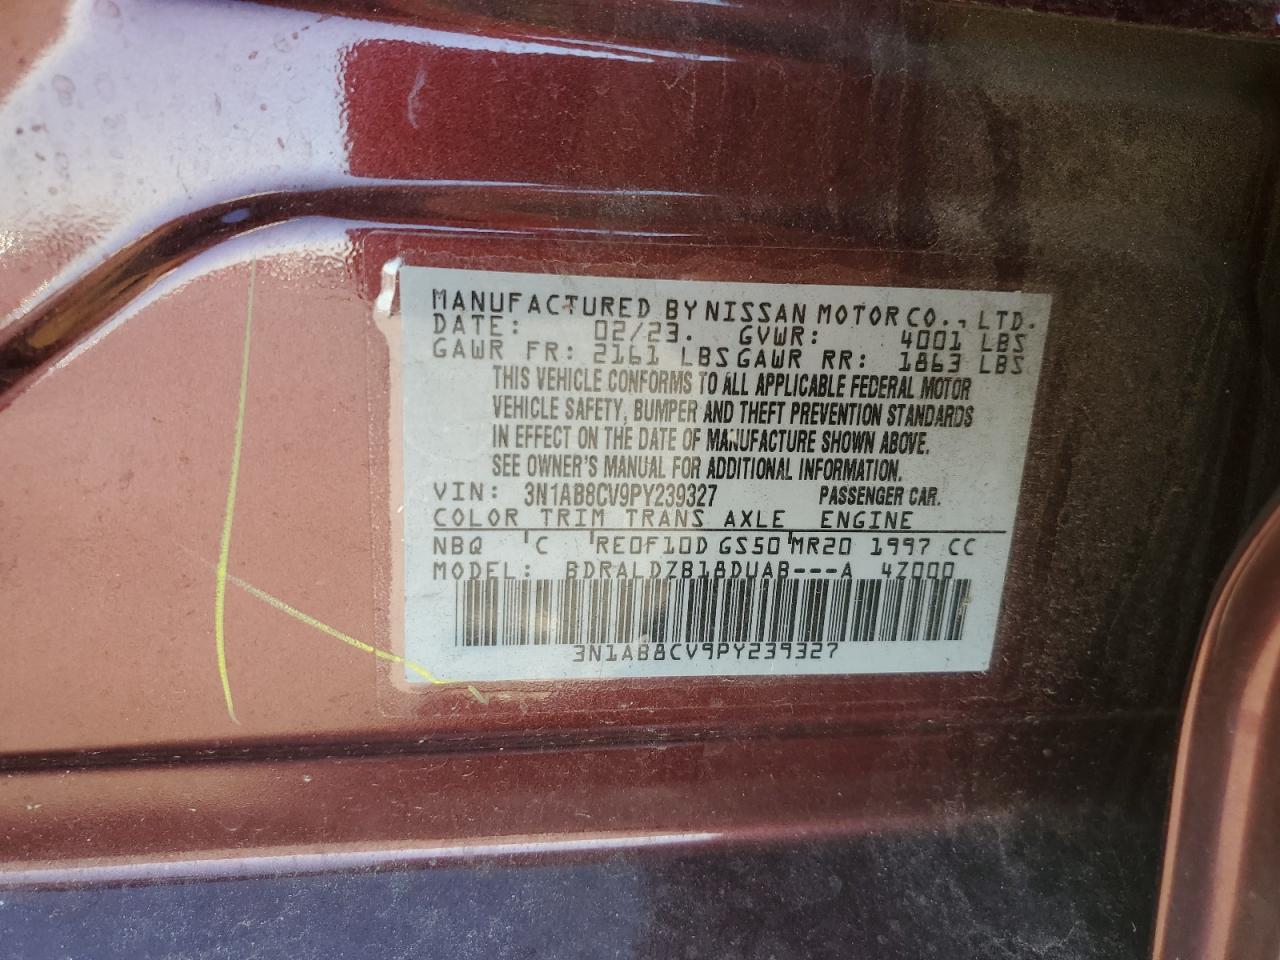 MANUFACTURED BY NISSAN MOTOR CO., LTD.
DATE: 02/23. GVWR: 4001 LBS
GAWR FR: 2161 LBS GAWR RR: 1863 LBS
THIS VEHICLE CONFORMS TO ALL APPLICABLE FEDERAL MOTOR
VEHICLE SAFETY, BUMPER AND THEFT PREVENTION STANDARDS
IN EFFECT ON THE DATE OF MANUFACTURE SHOWN ABOVE.
SEE OWNER'S MANUAL FOR ADDITIONAL INFORMATION.
VIN: 3N1AB8CV9PY239327 PASSENGER CAR.
COLOR TRIM TRANS AXLE ENGINE
NBQ 'C 'RE0F10D GS50'MR20 1997 CC
MODEL: BDRALDZB18DUAB---A 4Z000
3N1AB8CV9PY239327